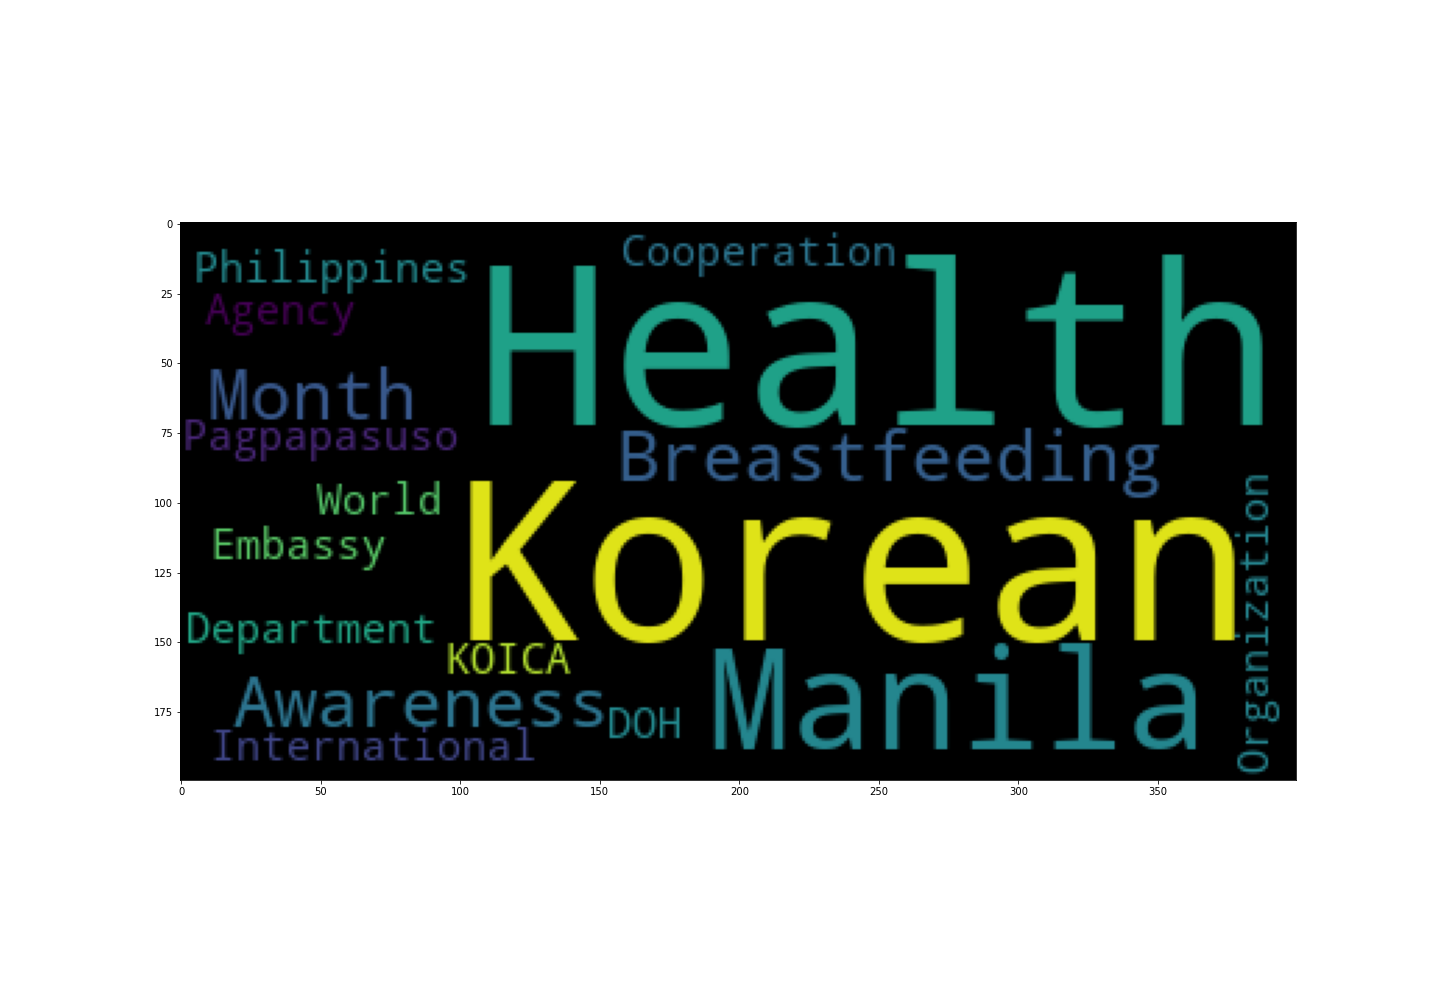 0
25
50
75
100
125
150
175
Philippines
Cooperation
Agency
Health
Month
Pagpapasuso
Breastfeeding
World
Korean
Embassy
Organization
Department
KOICA
Manila
Awareness
DOH
International
0 50 100 150 200 250 300 350